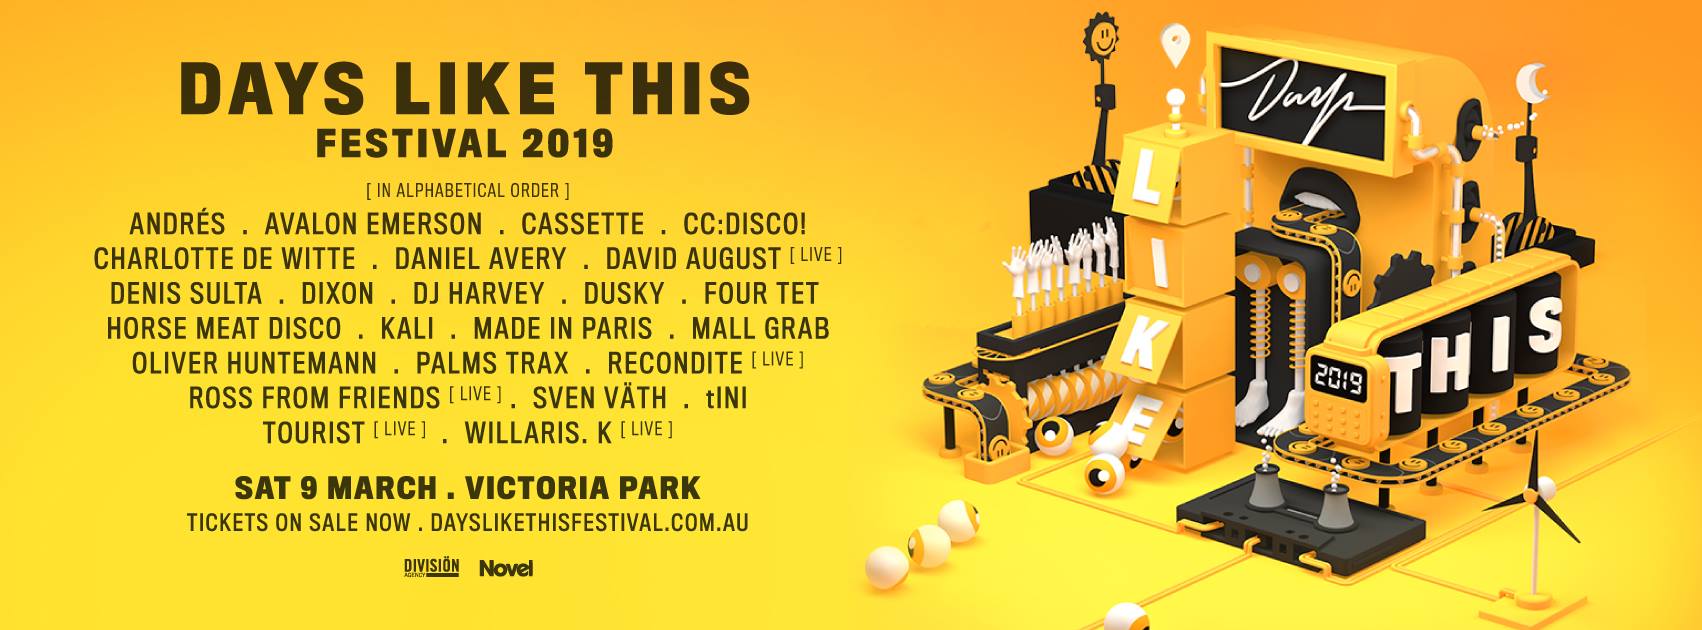 DAYS LIKE THIS
FESTIVAL 2019
[ IN ALPHABETICAL ORDER ]
ANDRÉS . AVALON EMERSON . CASSETTE . CC:DISCO!
CHARLOTTE DE WITTE . DANIEL AVERY . DAVID AUGUST [ LIVE ]
DENIS SULTA . DIXON . DJ HARVEY . DUSKY . FOUR TET
HORSE MEAT DISCO . KALI . MADE IN PARIS . MALL GRAB
OLIVER HUNTEMANN . PALMS TRAX . RECONDITE [ LIVE ]
ROSS FROM FRIENDS [ LIVE ] . SVEN VÄTH . tINI
TOURIST [ LIVE ] . WILLARIS. K [ LIVE ]
SAT 9 MARCH . VICTORIA PARK
TICKETS ON SALE NOW . DAYSLIKETHISFESTIVAL.COM.AU
DIVISIÖN
AGENCY
Novel
Days
LIKE
THIS
2019